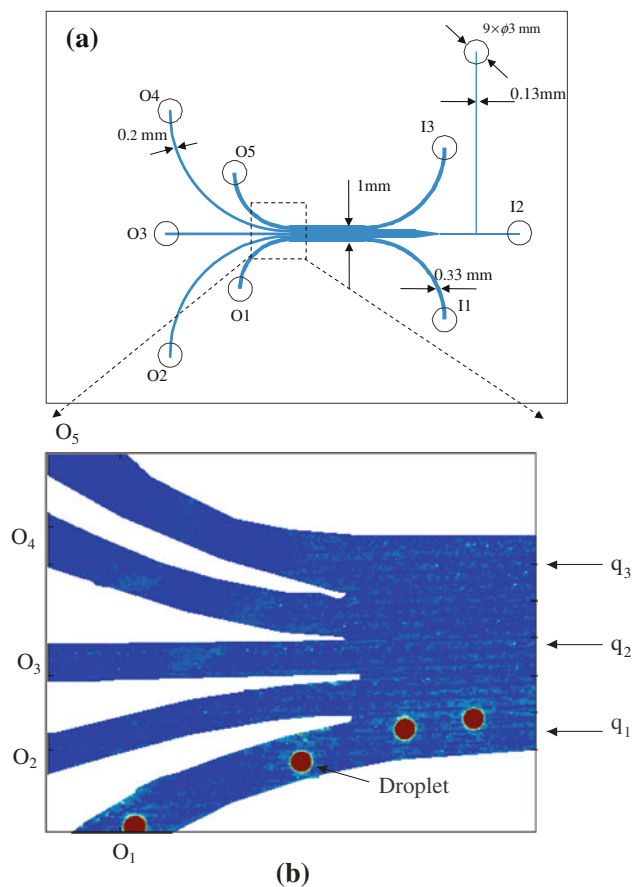 (a)
9×ϕ3 mm
O4
0.13mm
0.2 mm
O5
I3
1mm
O3
I2
0.33 mm
O1
I1
O2
O₅
O₄
q₃
O₃
q₂
q₁
O₂
Droplet
O₁
(b)